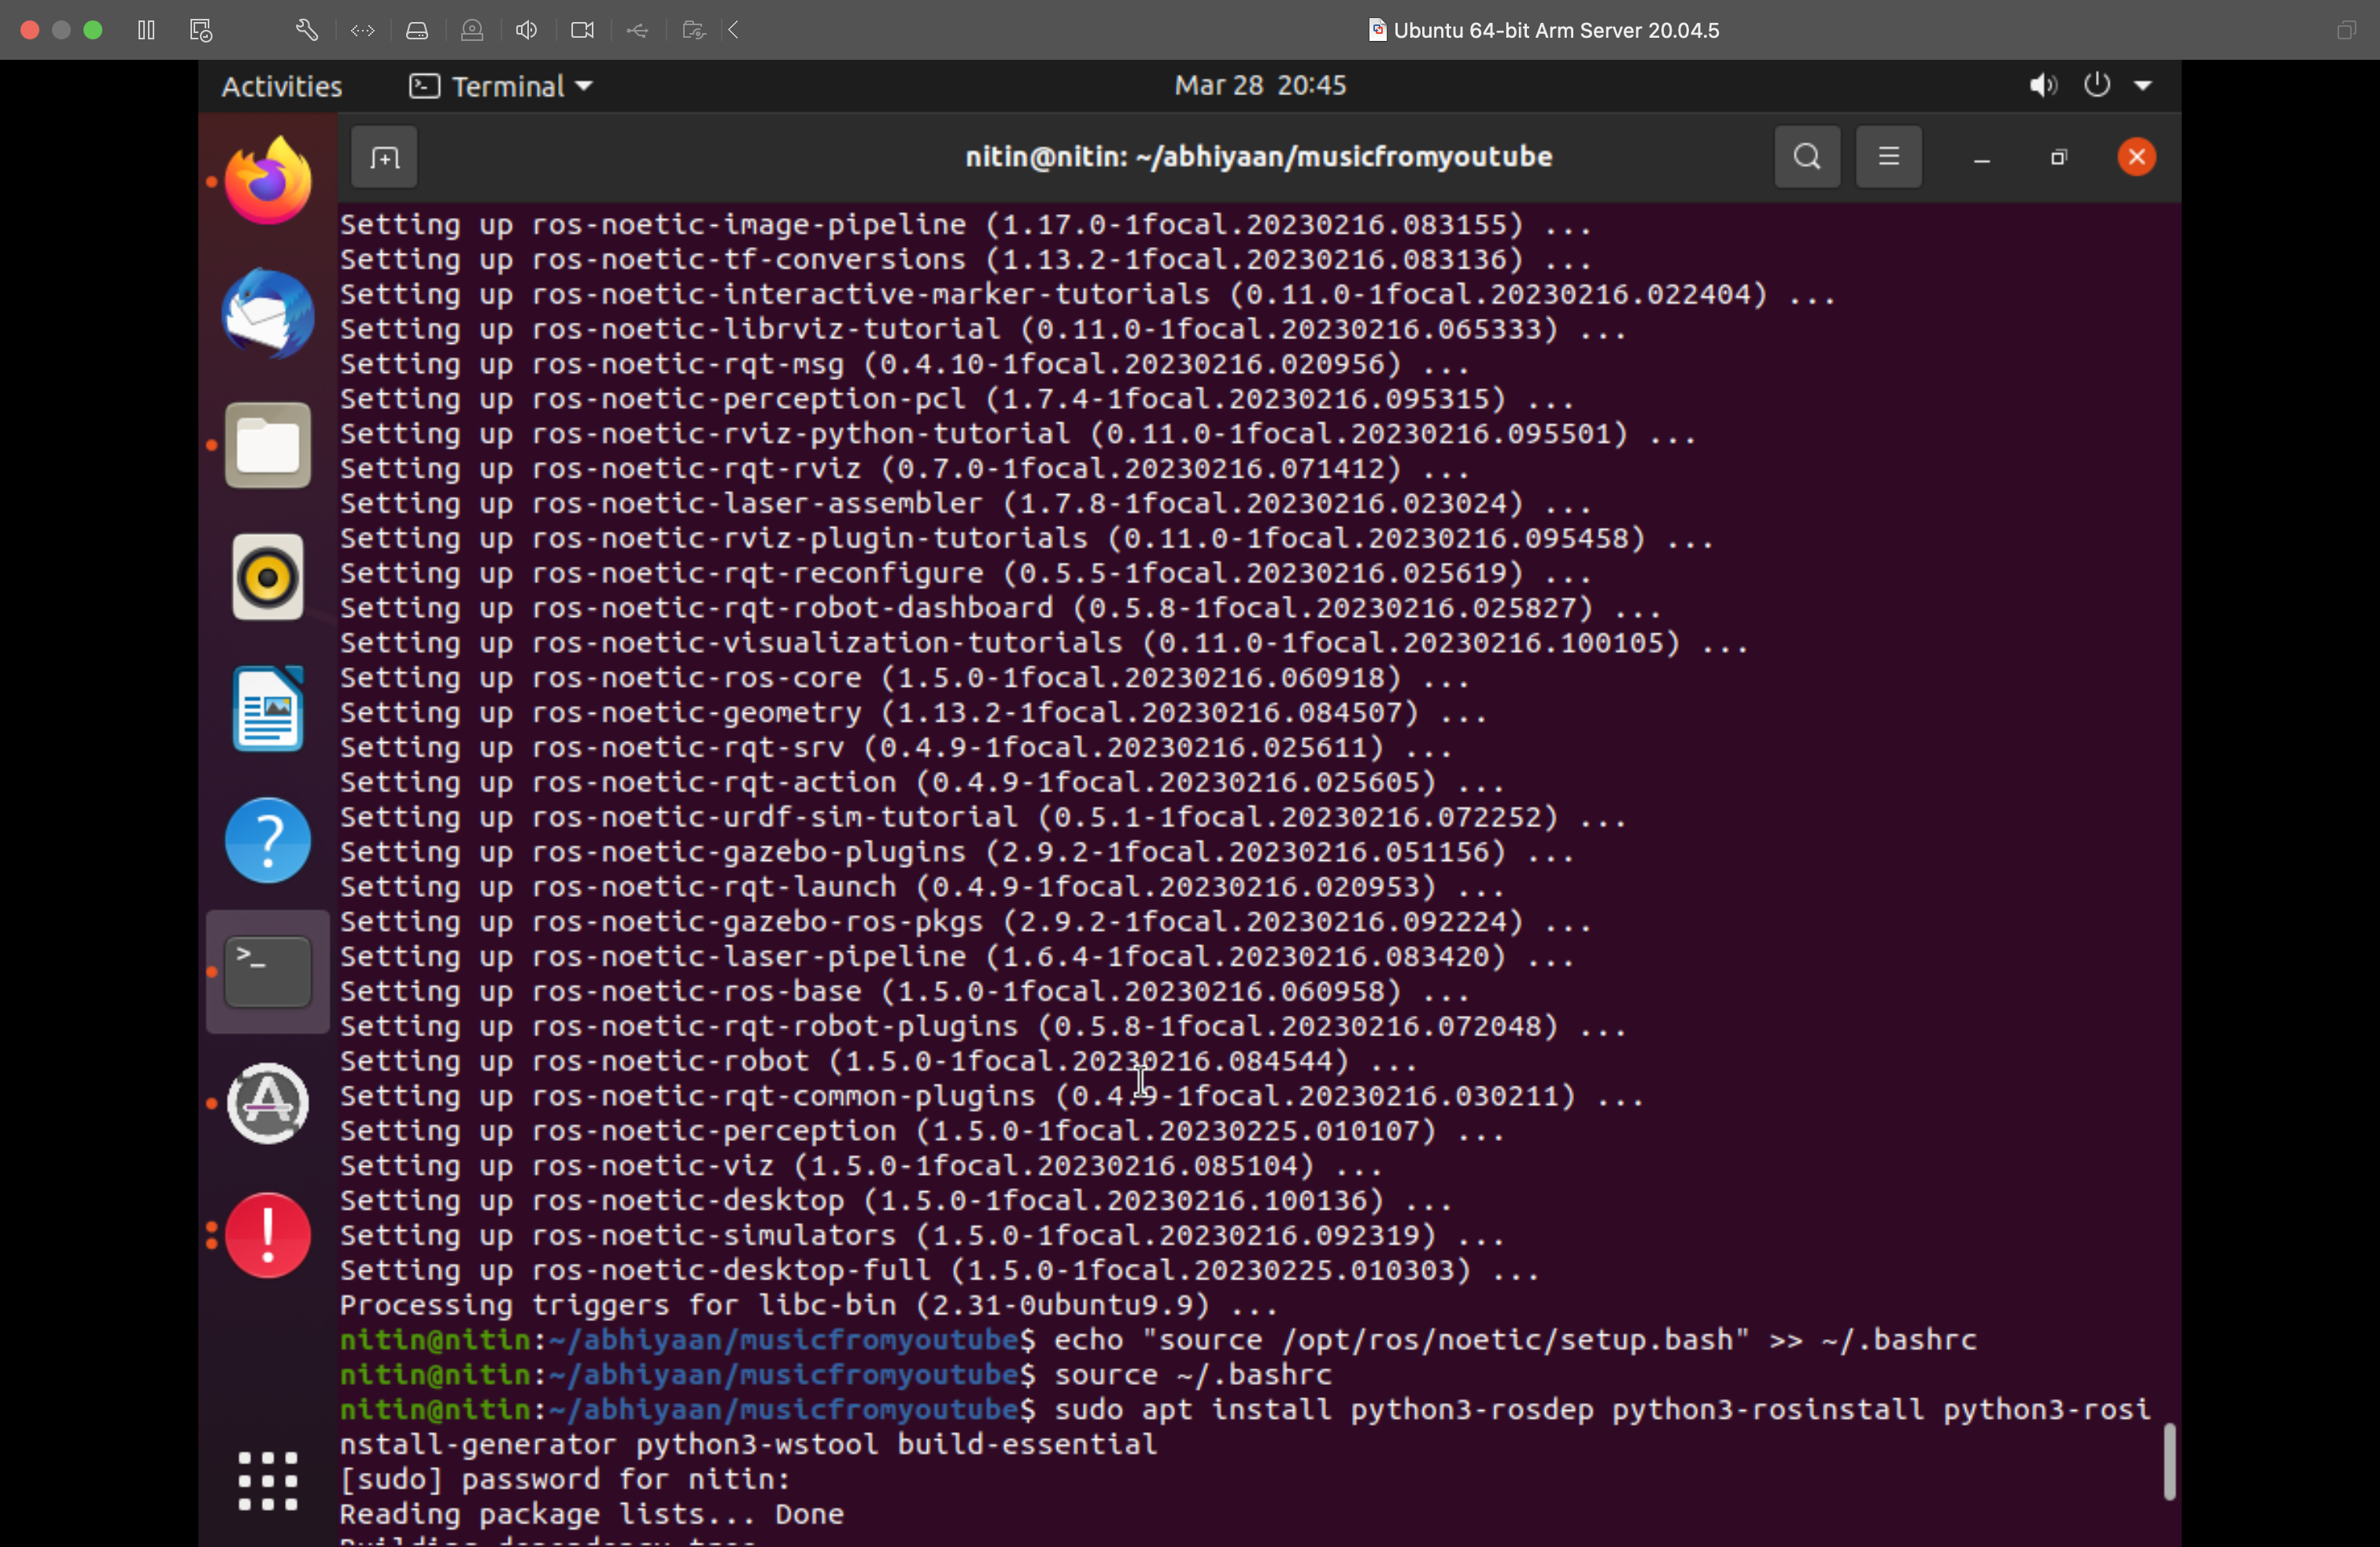 Ubuntu 64-bit Arm Server 20.04.5
Activities
Terminal
Mar 28 20:45
nitin@nitin: ~/abhiyaan/musicfromyoutube
Setting up ros-noetic-image-pipeline (1.17.0-1focal.20230216.083155) ...
Setting up ros-noetic-tf-conversions (1.13.2-1focal.20230216.083136) ...
Setting up ros-noetic-interactive-marker-tutorials (0.11.0-1focal.20230216.022404) ...
Setting up ros-noetic-librviz-tutorial (0.11.0-1focal.20230216.065333) ...
Setting up ros-noetic-rqt-msg (0.4.10-1focal.20230216.020956) ...
Setting up ros-noetic-perception-pcl (1.7.4-1focal.20230216.095315) ...
Setting up ros-noetic-rviz-python-tutorial (0.11.0-1focal.20230216.095501) ...
Setting up ros-noetic-rqt-rviz (0.7.0-1focal.20230216.071412) ...
Setting up ros-noetic-laser-assembler (1.7.8-1focal.20230216.023024) ...
Setting up ros-noetic-rviz-plugin-tutorials (0.11.0-1focal.20230216.095458) ...
Setting up ros-noetic-rqt-reconfigure (0.5.5-1focal.20230216.025619) ...
Setting up ros-noetic-rqt-robot-dashboard (0.5.8-1focal.20230216.025827) ...
Setting up ros-noetic-visualization-tutorials (0.11.0-1focal.20230216.100105) ...
Setting up ros-noetic-ros-core (1.5.0-1focal.20230216.060918) ...
Setting up ros-noetic-geometry (1.13.2-1focal.20230216.084507) ...
Setting up ros-noetic-rqt-srv (0.4.9-1focal.20230216.025611) ...
Setting up ros-noetic-rqt-action (0.4.9-1focal.20230216.025605) ...
Setting up ros-noetic-urdf-sim-tutorial (0.5.1-1focal.20230216.072252) ...
Setting up ros-noetic-gazebo-plugins (2.9.2-1focal.20230216.051156) ...
Setting up ros-noetic-rqt-launch (0.4.9-1focal.20230216.020953) ...
Setting up ros-noetic-gazebo-ros-pkgs (2.9.2-1focal.20230216.092224) ...
Setting up ros-noetic-laser-pipeline (1.6.4-1focal.20230216.083420) ...
Setting up ros-noetic-ros-base (1.5.0-1focal.20230216.060958) ...
Setting up ros-noetic-rqt-robot-plugins (0.5.8-1focal.20230216.072048) ...
Setting up ros-noetic-robot (1.5.0-1focal.20230216.084544) ...
Setting up ros-noetic-rqt-common-plugins (0.4.9-1focal.20230216.030211) ...
Setting up ros-noetic-perception (1.5.0-1focal.20230225.010107) ...
Setting up ros-noetic-viz (1.5.0-1focal.20230216.085104) ...
Setting up ros-noetic-desktop (1.5.0-1focal.20230216.100136) ...
Setting up ros-noetic-simulators (1.5.0-1focal.20230216.092319) ...
Setting up ros-noetic-desktop-full (1.5.0-1focal.20230225.010303) ...
Processing triggers for libc-bin (2.31-0ubuntu9.9) ...
nitin@nitin:~/abhiyaan/musicfromyoutube$ echo "source /opt/ros/noetic/setup.bash" >> ~/.bashrc
nitin@nitin:~/abhiyaan/musicfromyoutube$ source ~/.bashrc
nitin@nitin:~/abhiyaan/musicfromyoutube$ sudo apt install python3-rosdep python3-rosinstall python3-rosi
nstall-generator python3-wstool build-essential
[sudo] password for nitin:
Reading package lists... Done
Building dependency tree